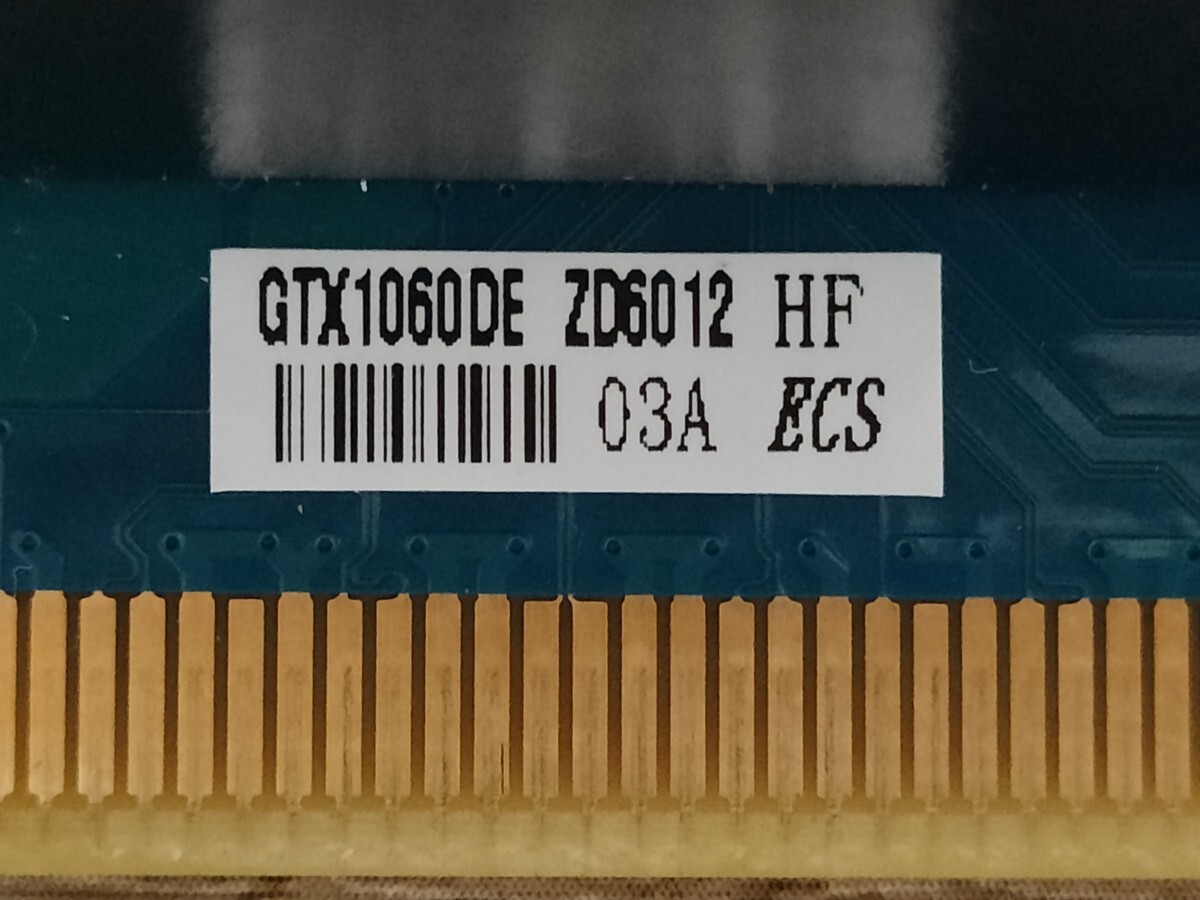 GTX1060DE ZD6012 HF
03A ECS